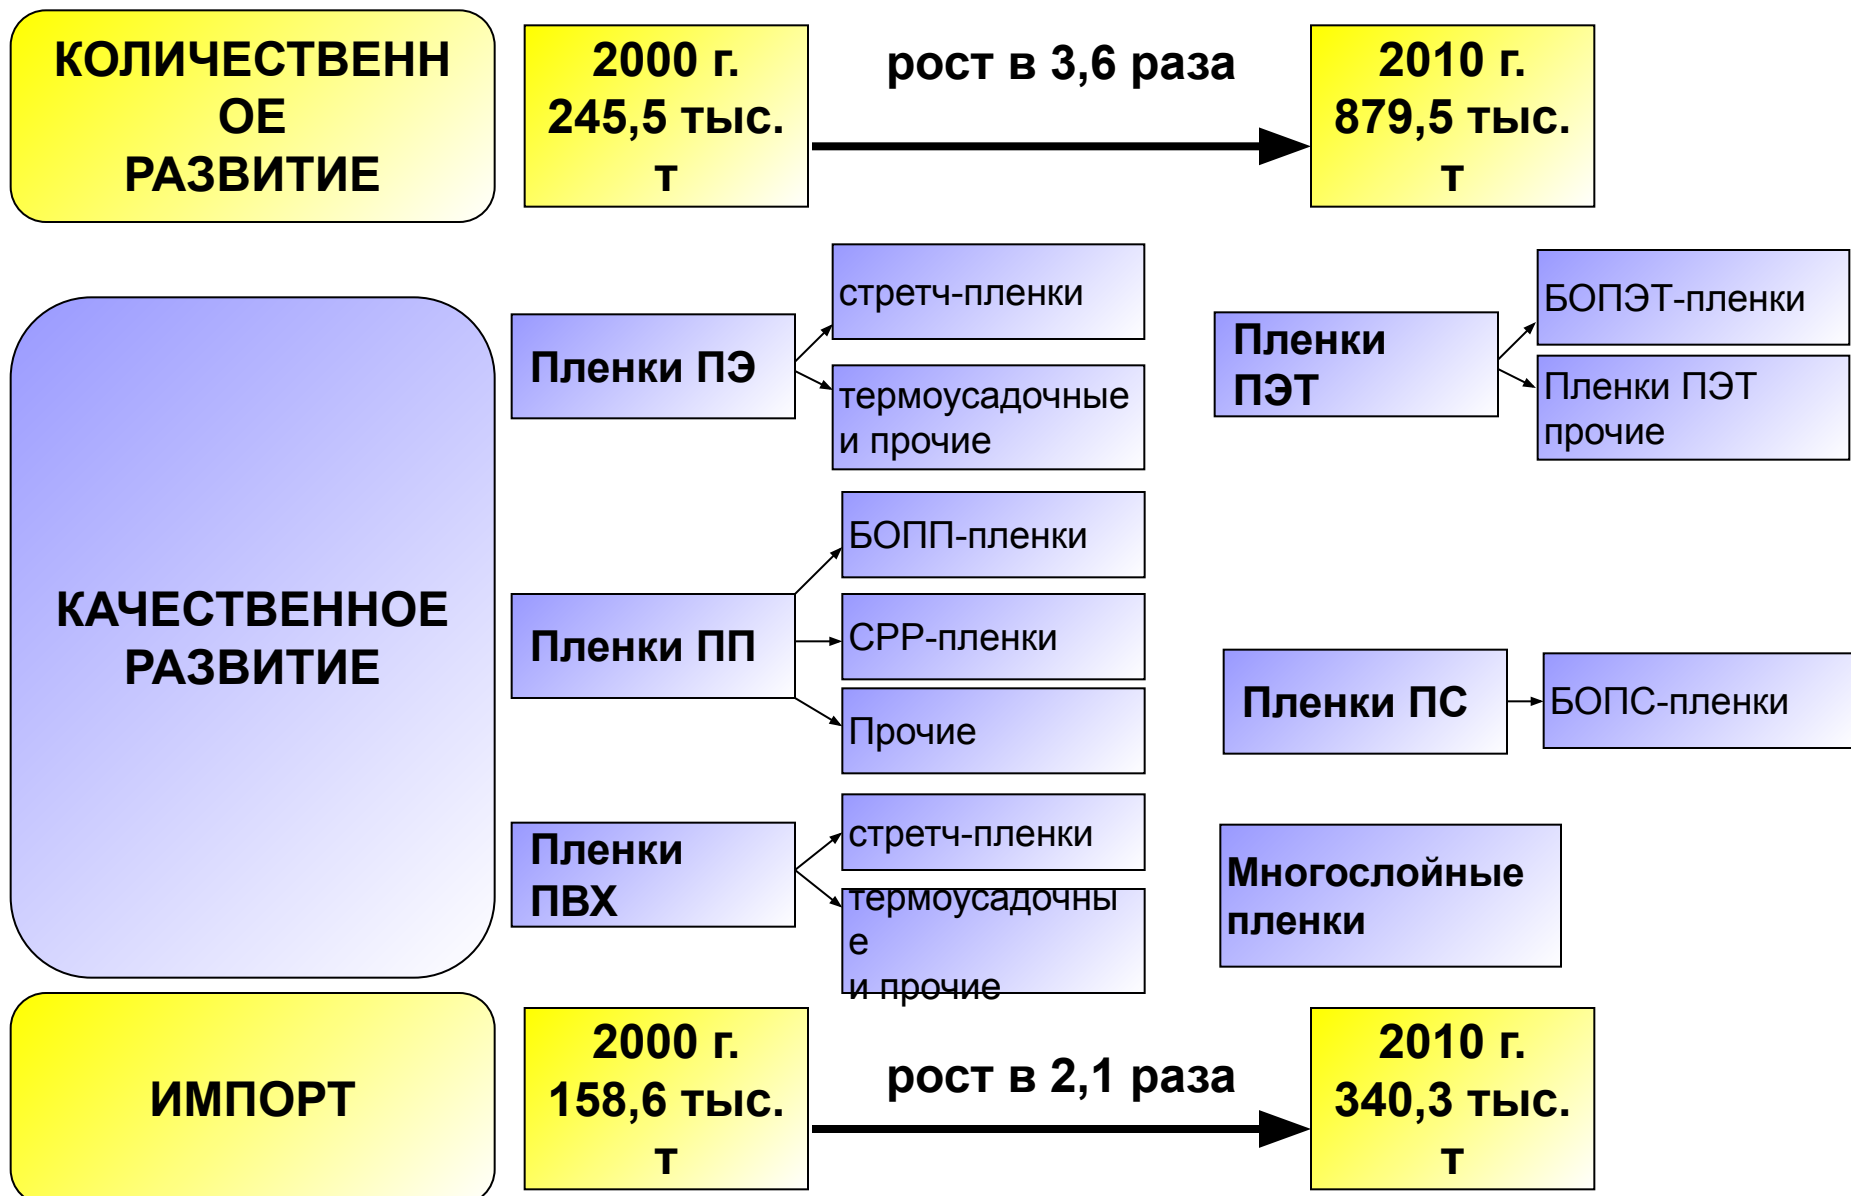 КОЛИЧЕСТВЕНН
ОЕ
РАЗВИТИЕ
2000 г.
245,5 тыс.
т
рост в 3,6 раза
2010 г.
879,5 тыс.
т
КАЧЕСТВЕННОЕ
РАЗВИТИЕ
Пленки ПЭ
стретч-пленки
термоусадочные
и прочие
Пленки
ПЭТ
БОПЭТ-пленки
Пленки ПЭТ
прочие
Пленки ПП
БОПП-пленки
СРР-пленки
Прочие
Пленки ПС
БОПС-пленки
Пленки
ПВХ
стретч-пленки
термоусадочны
е
и прочие
Многослойные
пленки
ИМПОРТ
2000 г.
158,6 тыс.
т
рост в 2,1 раза
2010 г.
340,3 тыс.
т